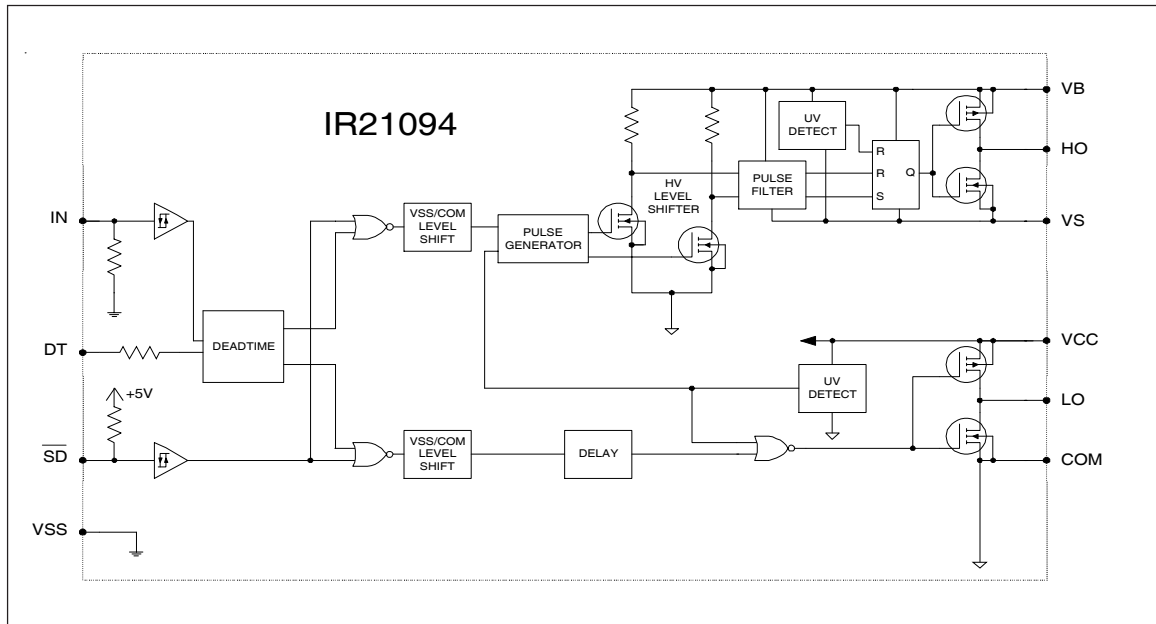 IR21094
VB
UV
DETECT
HO
R
R
Q
S
PULSE
FILTER
HV
LEVEL
SHIFTER
VS
IN
VSS/COM
LEVEL
SHIFT
PULSE
GENERATOR
DEADTIME
DT
VCC
UV
DETECT
LO
+5V
SD
VSS/COM
LEVEL
SHIFT
DELAY
COM
VSS